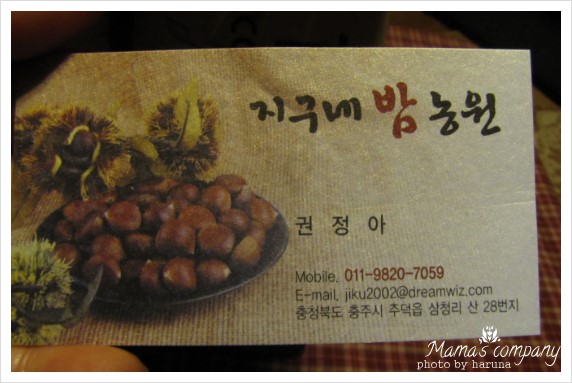 지구네 밤 농원
권 정 아
Mobile. 011-9820-7059
E-mail. jiku2002@dreamwiz.com
충청북도 충주시 주덕읍 삼청리 산 28번지
Mama's company
photo by haruna